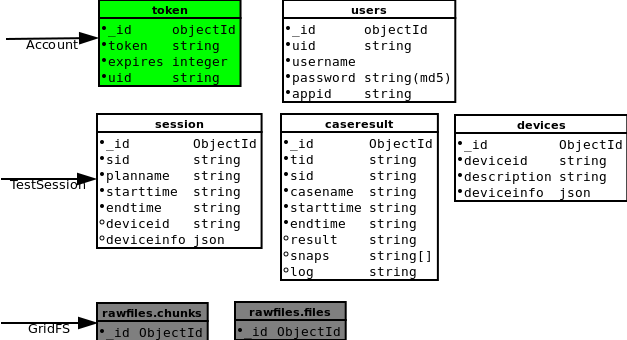 token
•_id objectId
•token string
•expires integer
•uid string
users
•_id objectId
•uid string
•username
•password string(md5)
•appid string
Account
session
•_id ObjectId
•sid string
•planname string
•starttime string
•endtime string
∘deviceid string
∘deviceinfo json
caseresult
•_id ObjectId
•tid string
•sid string
•casename string
•starttime string
•endtime string
∘result string
∘snaps string[]
∘log string
devices
•_id ObjectId
•deviceid string
•description string
•deviceinfo json
TestSession
rawfiles.chunks
•_id ObjectId
rawfiles.files
•_id ObjectId
GridFS